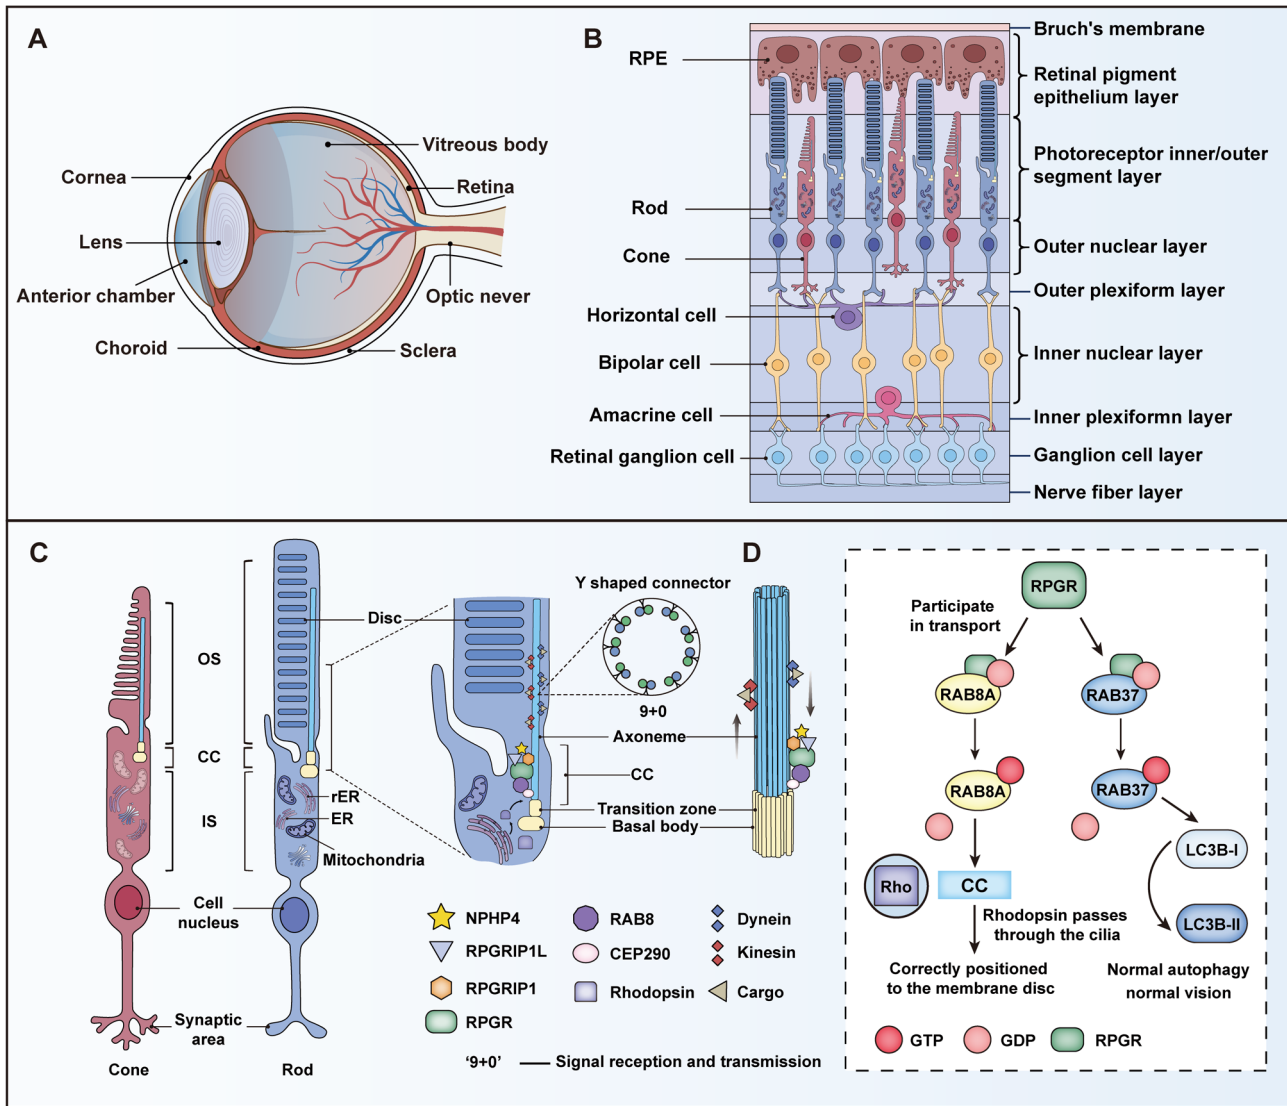 A
Cornea
Lens
Anterior chamber
Choroid
Vitreous body
Retina
Optic never
Sclera
B
RPE
Rod
Cone
Horizontal cell
Bipolar cell
Amacrine cell
Retinal ganglion cell
Bruch's membrane
Retinal pigment
epithelium layer
Photoreceptor inner/outer
segment layer
Outer nuclear layer
Outer plexiform layer
Inner nuclear layer
Inner plexiformn layer
Ganglion cell layer
Nerve fiber layer
C
OS
CC
IS
Disc
rER
ER
Mitochondria
Cell
nucleus
Synaptic
area
Cone
Rod
Y shaped connector
9+0
Axoneme
CC
Transition zone
Basal body
NPHP4
RPGRIP1L
RPGRIP1
RPGR
RAB8
CEP290
Rhodopsin
Dynein
Kinesin
Cargo
‘9+0’ — Signal reception and transmission
D
RPGR
Participate
in transport
RAB8A
RAB37
RAB8A
RAB37
LC3B-I
Rho
CC
LC3B-II
Rhodopsin passes
through the cilia
Correctly positioned
to the membrane disc
Normal autophagy
normal vision
GTP
GDP
RPGR